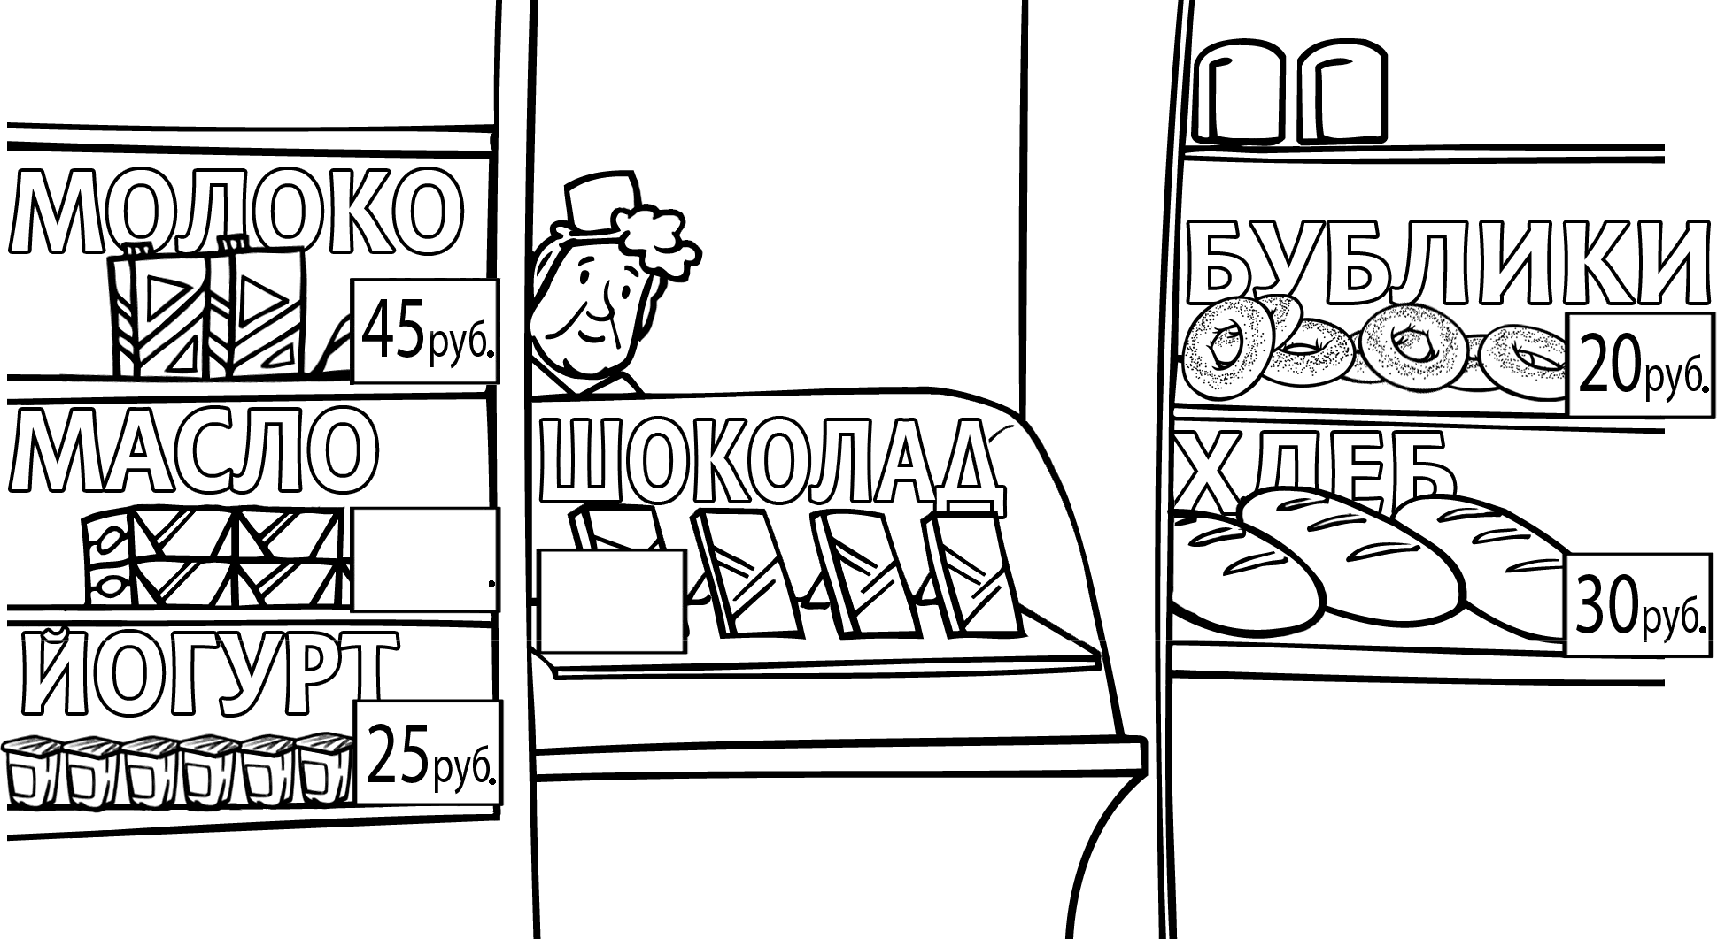 МОЛОКО
45руб.
МАСЛО
.
ЙОГУРТ
25руб.
ШОКОЛАД
БУБЛИКИ
20руб.
ХЛЕБ
30руб.